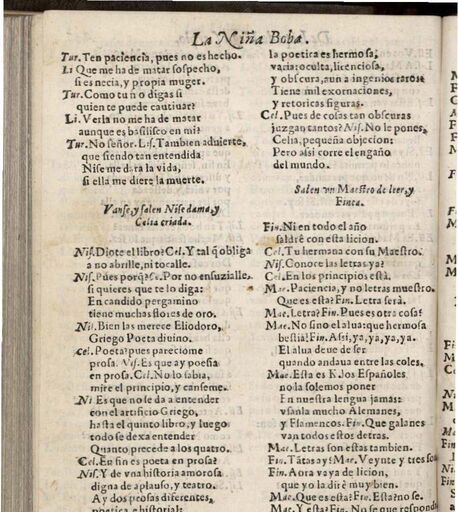 La Niña Boba.
Tur. Ten paciencia, pues no es hecho.
Li Que me ha de matar sospecho,
si es necia, y propia muger.
Tur. Como tu no digas si
quien te puede cautiuar?
Li. Verla no me ha de matar
aunque es basilisco en mi?
Tur. No señor. Lis. Tambien aduierte,
que siendo tan entendida
Nise me dara la vida,
si ella me diere la muerte.
Vanse, y salen Nise dama, y
Celia criada.
Nis. Diote el libro? Cel. Y tal q̃ obliga
a no abrille, ni tocalle.
Nis. Pues porq̃? Ce. Por no ensuzialle.
si quieres que te lo diga:
En candido pergamino
tiene muchas flores de oro.
Nil. Bien las merece Eliodoro,
Griego Poeta diuino.
Cel. Poeta? pues pareciome
prosa. Nis. Es que ay poesia
en prosa. Cel. No lo sabia,
mire el principio, y canseme.
Ni Es que no se da a entender
con el artificio Griego,
hasta el quinto libro, y luego
todo se dexa entender
Quanto precede a los quatro.
Cel. En fin es poeta en prosa?
Nis. Y de vna historia amorosa
digna de aplauso, y teatro.
Ay dos prosas diferentes,
poetica, e historial:
la poetica es hermosa,
varia: oculta, licenciosa,
y obscura, aun a ingenios raros:
Tiene mil exornaciones,
y retoricas figuras.
Cel. Pues de cosas tan obscuras
juzgan tantos? Nis. No le pones,
Celia, pequeña objecion:
Pero assi corre el engaño
del mundo.
Salen vn Maestro de leer, y
Finea.
Fin. Ni en todo el año
saldrè con esta licion.
Ce. Tu hermana con su Maestro.
Nis. Conoce las letras ya?
Cel. En los principios està.
Mae. Paciencia, y no letras muestro.
Que es esta? Fin. Letra serà.
Mae. Letra? Fin. Pues es otra cosa?
Mae. No sino el alua: que hermosa
bestia! Fin. Assi, ya, ya, ya, ya.
El alua deue de ser
quando andaua entre las coles.
Mae. Esta es K. los Españoles
no la solemos poner
En nuestra lengua jamas:
vsanla mucho Alemanes,
y Flamencos. Fin. Que galanes
van todos estos detras.
Mae. Letras son estas tambien.
Fin. Tãtas ay? Mae. Veynte y tres son
Fin. Aora vaya de licion,
que yo la dirè muy bien.
Mae. Que es esta? Fin. Esta? no se.